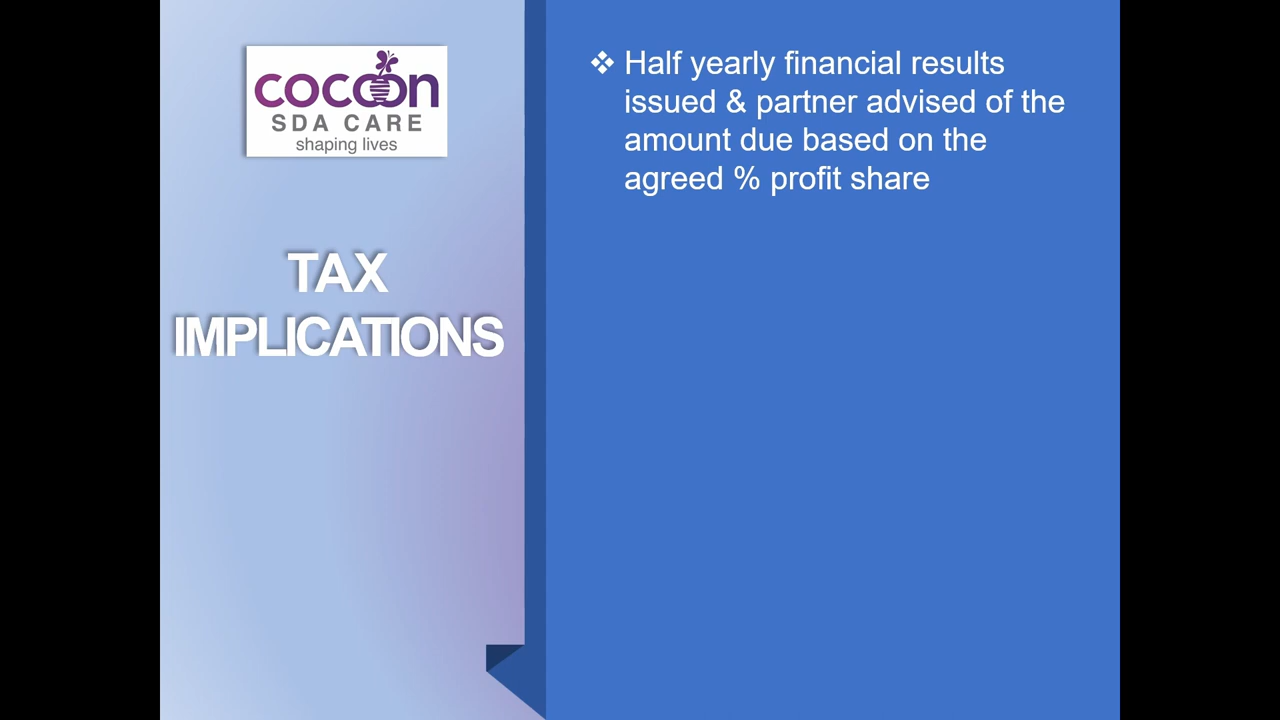 cocoon
SDA CARE
shaping lives
TAX
IMPLICATIONS
❖ Half yearly financial results
issued & partner advised of the
amount due based on the
agreed % profit share